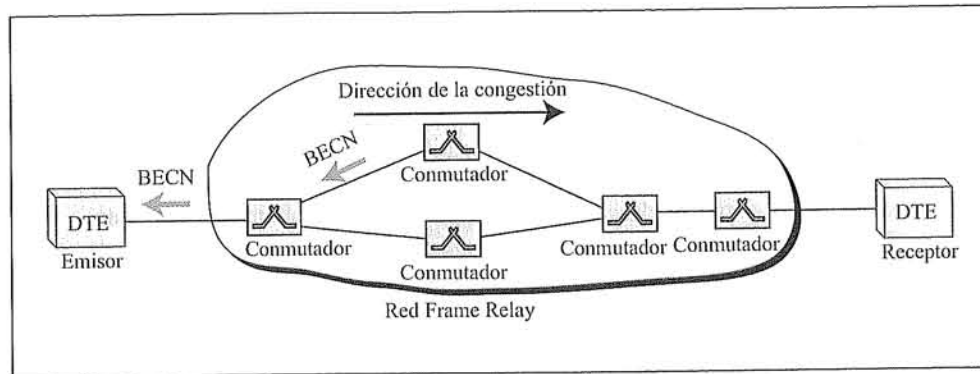 Dirección de la congestión
BECN
Conmutador
BECN
DTE
Emisor
Conmutador
Conmutador
Conmutador
Conmutador
DTE
Receptor
Red Frame Relay